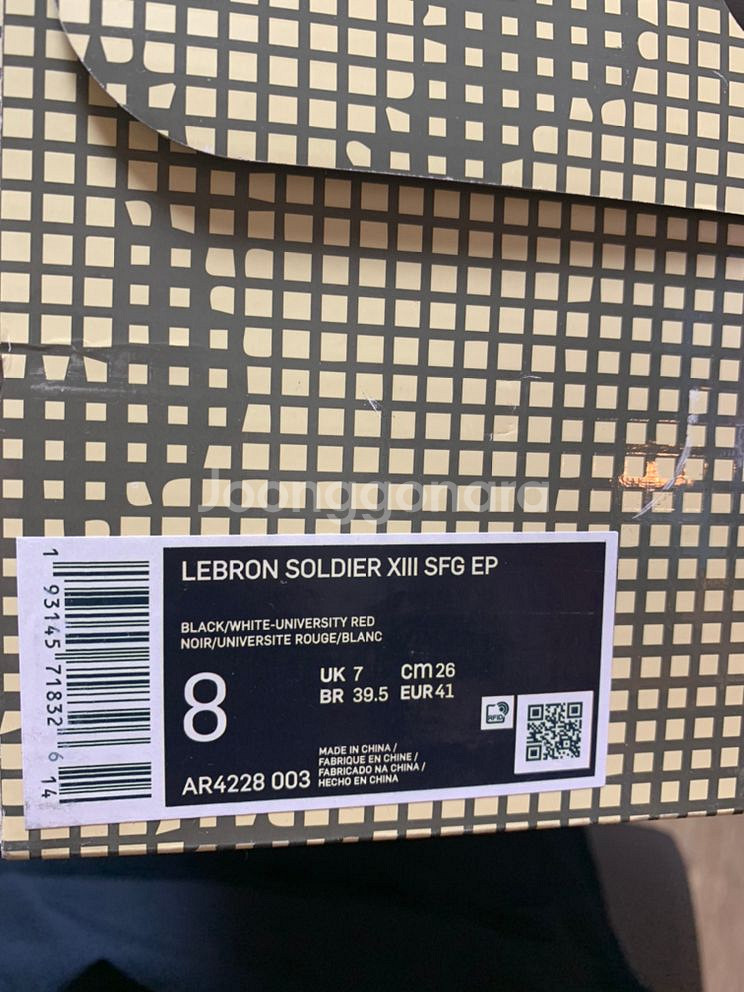 Joonggonara
LEBRON SOLDIER XIII SFG EP
BLACK/WHITE-UNIVERSITY RED
NOIR/UNIVERSITE ROUGE/BLANC
8
UK 7 cm 26
BR 39.5 EUR 41
RFID
AR4228 003
MADE IN CHINA /
FABRIQUE EN CHINE /
FABRICADO NA CHINA /
HECHO EN CHINA
1 93145 71832 6 14